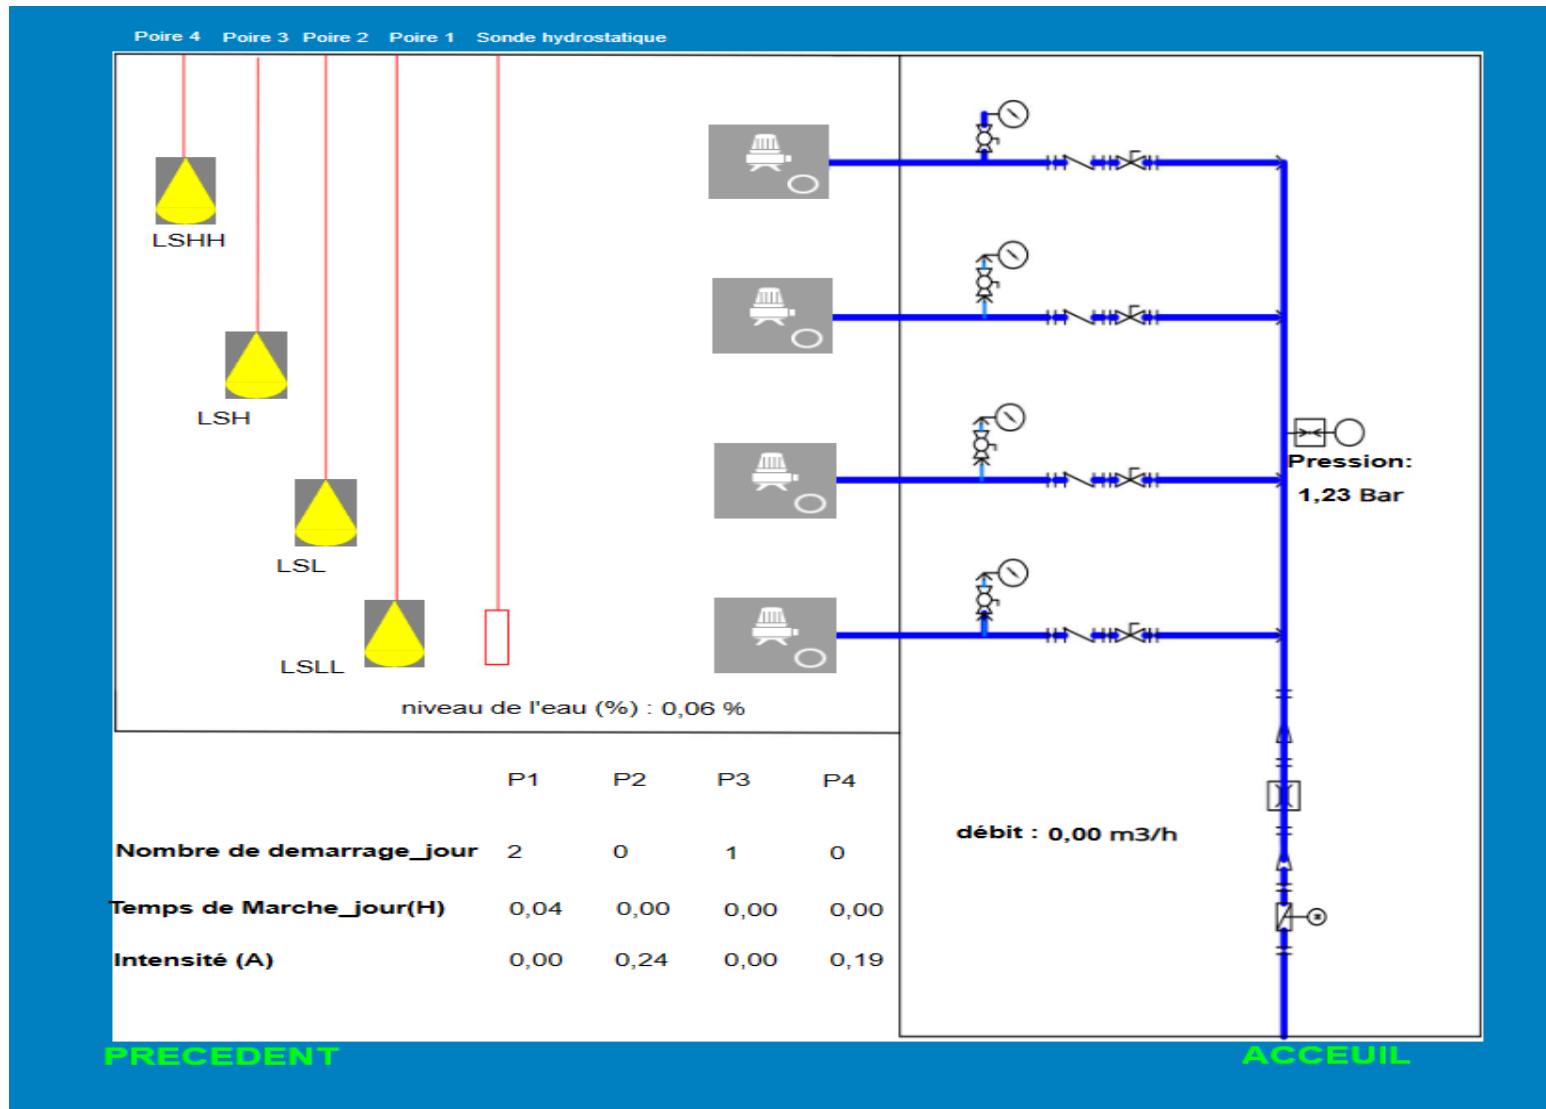 Poire 4 Poire 3 Poire 2 Poire 1 Sonde hydrostatique
LSHH
LSH
LSL
LSLL
niveau de l'eau (%) : 0,06 %
Pression:
1,23 Bar
P1 P2 P3 P4
Nombre de demarrage_jour 2 0 1 0
Temps de Marche_jour(H) 0,04 0,00 0,00 0,00
Intensité (A) 0,00 0,24 0,00 0,19
débit : 0,00 m3/h
PRECEDENT
ACCEUIL